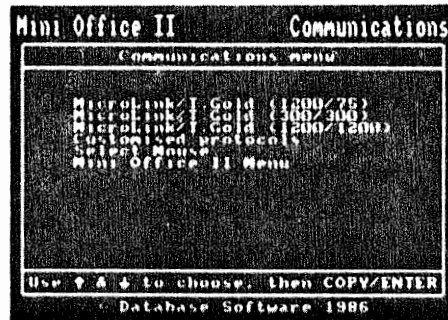 Mini Office II Communications
Communications menu
MicroLink/T.Gold (1200/75)
MicroLink/T.Gold (300/300)
MicroLink/T.Gold (1200/1200)
Customised protocols
Select Mouse
Mini Office II Menu
Use ↑ & ↓ to choose, then COPY/ENTER
Database Software 1986